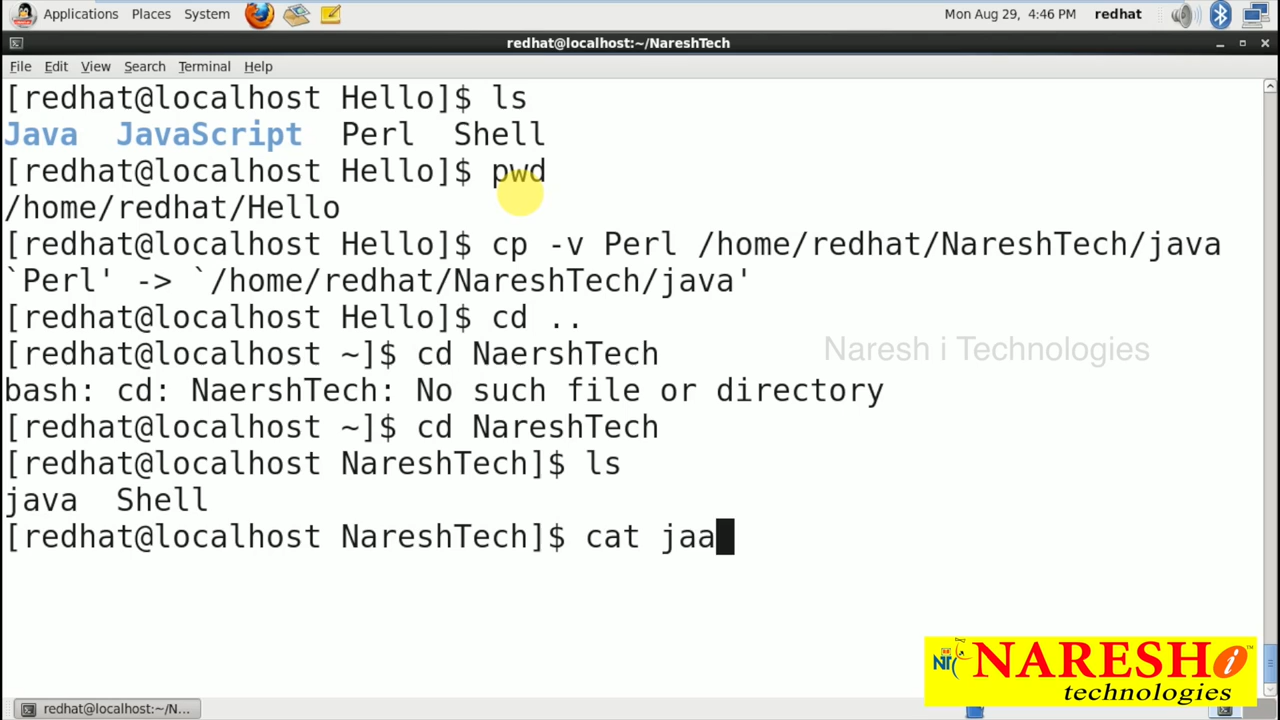 Applications Places System Mon Aug 29, 4:46 PM redhat
redhat@localhost:~/NareshTech
File Edit View Search Terminal Help
[redhat@localhost Hello]$ ls
Java JavaScript Perl Shell
[redhat@localhost Hello]$ pwd
/home/redhat/Hello
[redhat@localhost Hello]$ cp -v Perl /home/redhat/NareshTech/java
`Perl' -> `/home/redhat/NareshTech/java'
[redhat@localhost Hello]$ cd ..
[redhat@localhost ~]$ cd NaershTech
Naresh i Technologies
bash: cd: NaershTech: No such file or directory
[redhat@localhost ~]$ cd NareshTech
[redhat@localhost NareshTech]$ ls
java Shell
[redhat@localhost NareshTech]$ cat jaa
NARESH i
technologies
redhat@localhost:~/N...